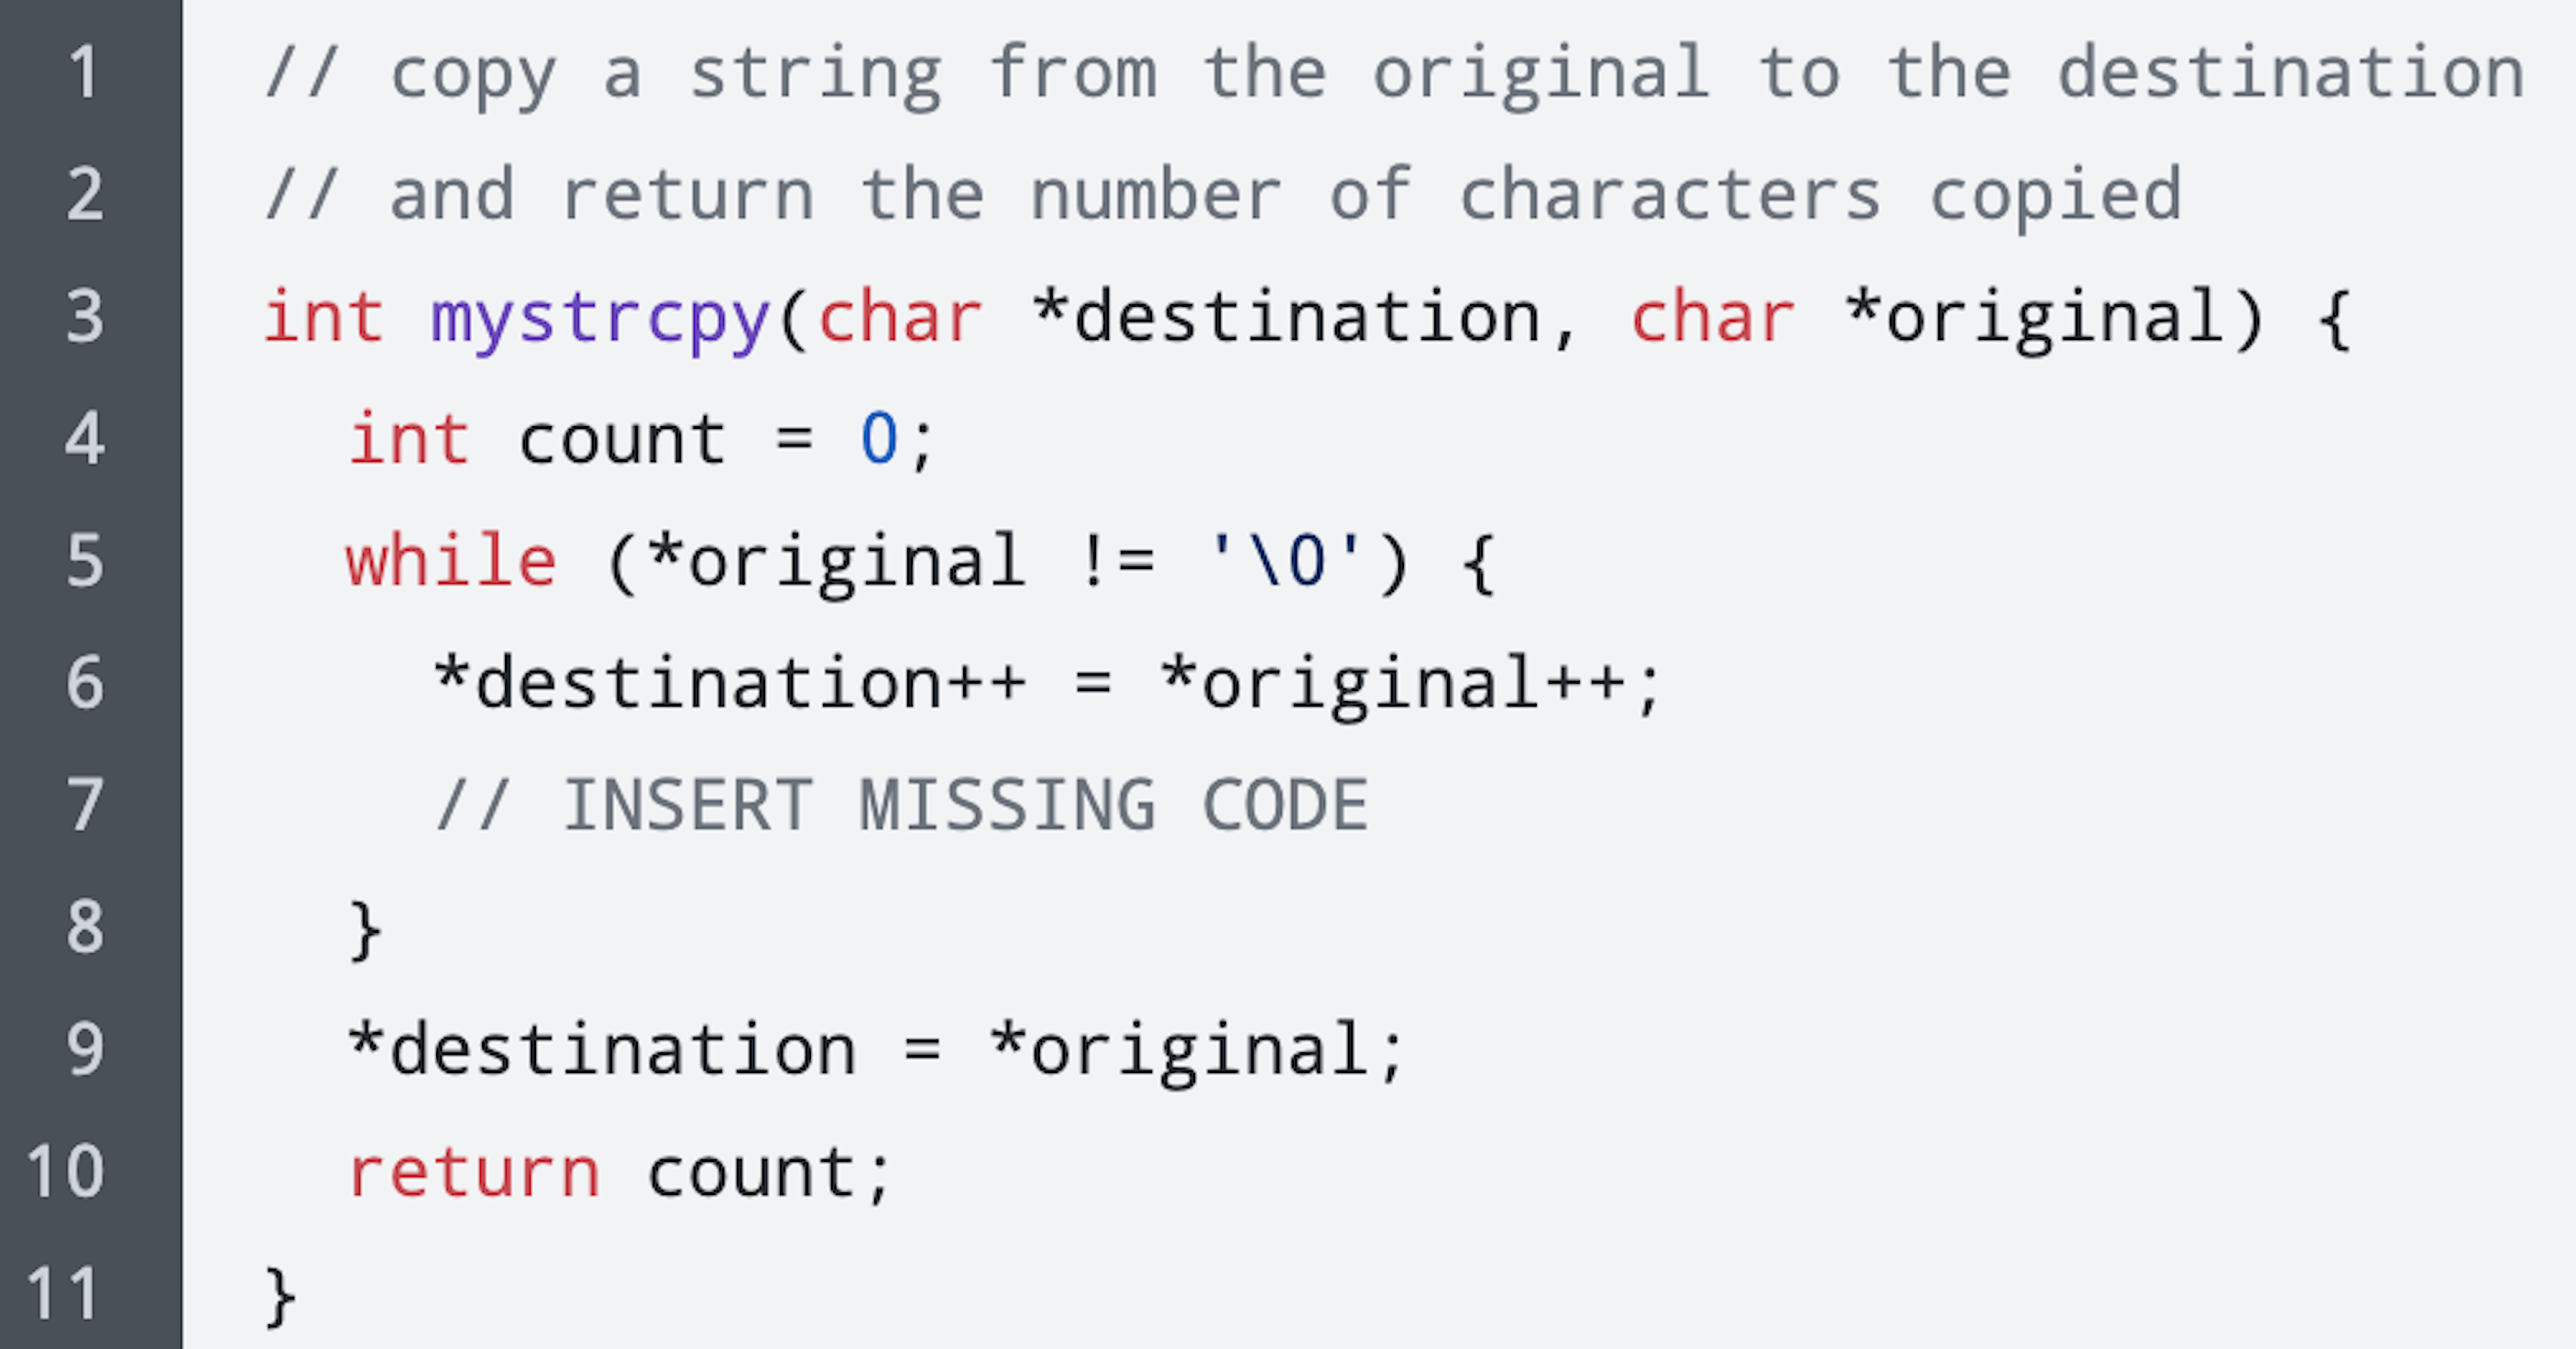 1 // copy a string from the original to the destination
2 // and return the number of characters copied
3 int mystrcpy(char *destination, char *original) {
4 int count = 0;
5 while (*original != '\0') {
6 *destination++ = *original++;
7 // INSERT MISSING CODE
8 }
9 *destination = *original;
10 return count;
11 }